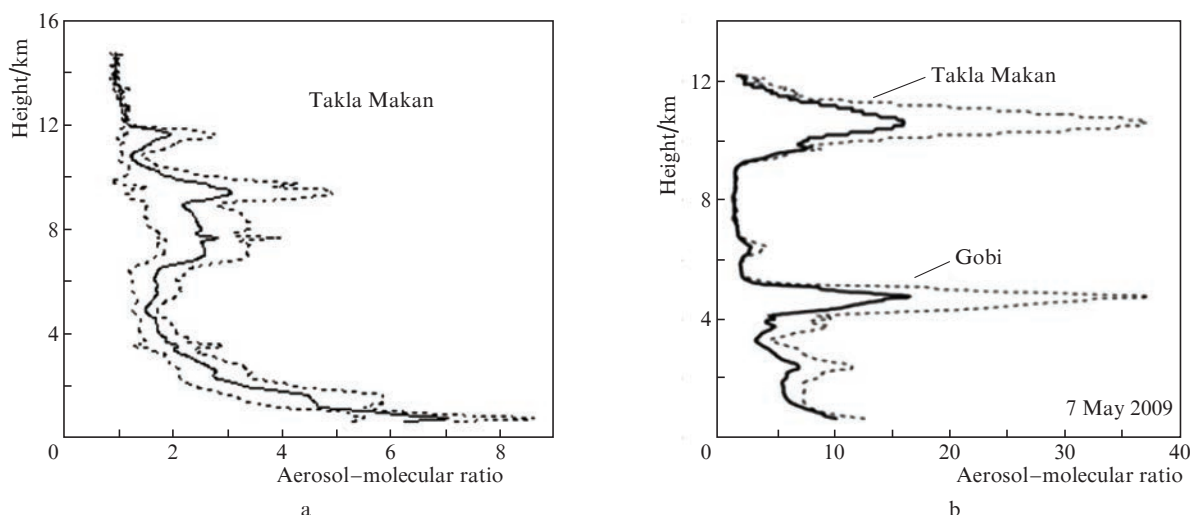 16
12
8
4
0
2
4
6
8
Height/km
Takla Makan
Aerosol–molecular ratio
a
12
8
4
0
10
20
30
40
Height/km
Takla Makan
Gobi
7 May 2009
Aerosol–molecular ratio
b